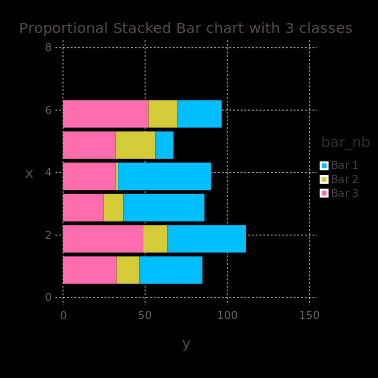 Proportional Stacked Bar chart with 3 classes
8
6
4
2
0
x
0 50 100 150
y
bar_nb
Bar 1
Bar 2
Bar 3